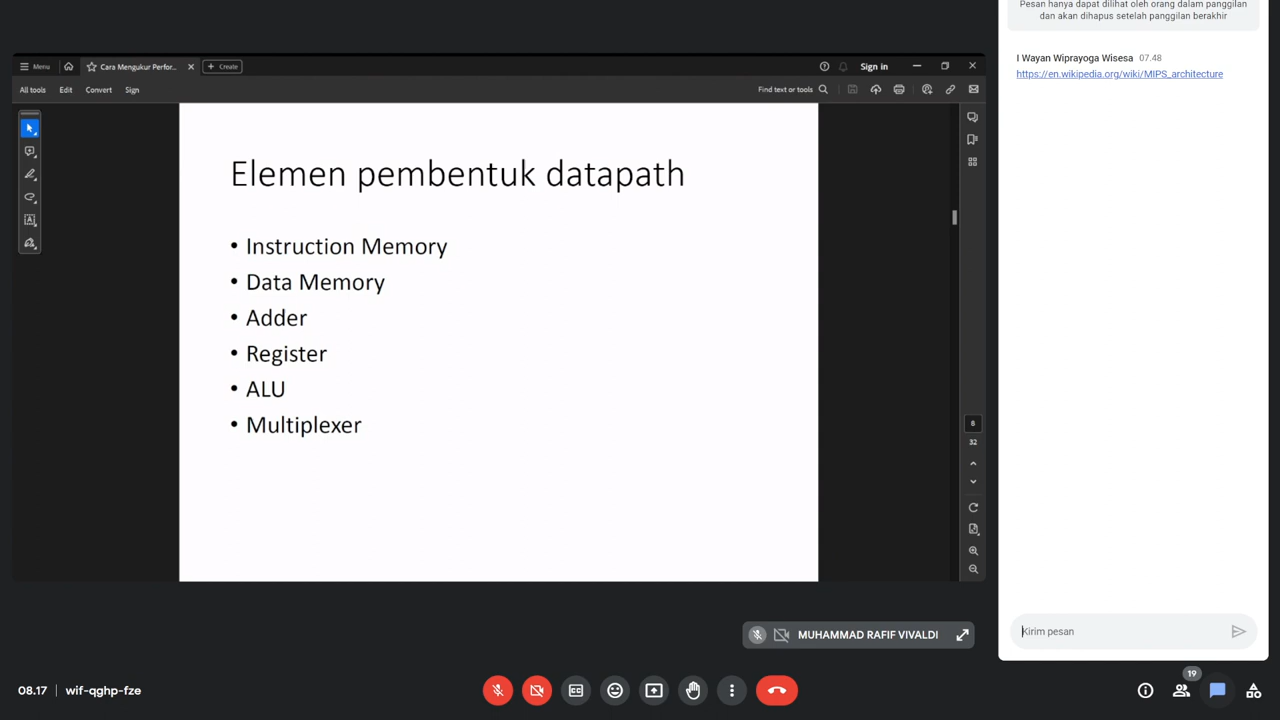 Menu
Cara Mengukur Perfor...
Create
Sign in
All tools
Edit
Convert
Sign
Find text or tools
Elemen pembentuk datapath
• Instruction Memory
• Data Memory
• Adder
• Register
• ALU
• Multiplexer
8
32
MUHAMMAD RAFIF VIVALDI
Pesan hanya dapat dilihat oleh orang dalam panggilan
dan akan dihapus setelah panggilan berakhir
I Wayan Wiprayoga Wisesa 07.48
https://en.wikipedia.org/wiki/MIPS_architecture
Kirim pesan
08.17 | wif-qghp-fze
19